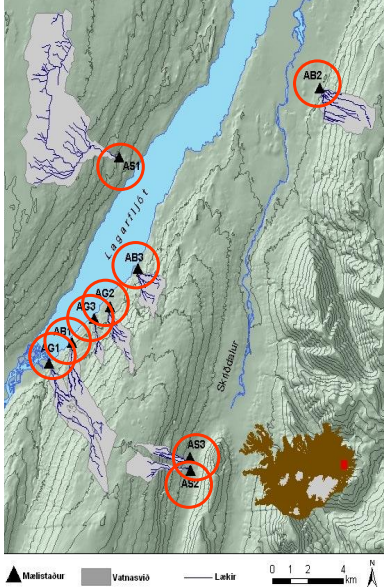 AB2
AS1
Lagarfljót
AB3
AG2
AG3
AB1
AG1
Skriðdalur
AS3
AS2
Mælistaður
Vatnasvið
Lækir
0 1 2 4
km
N